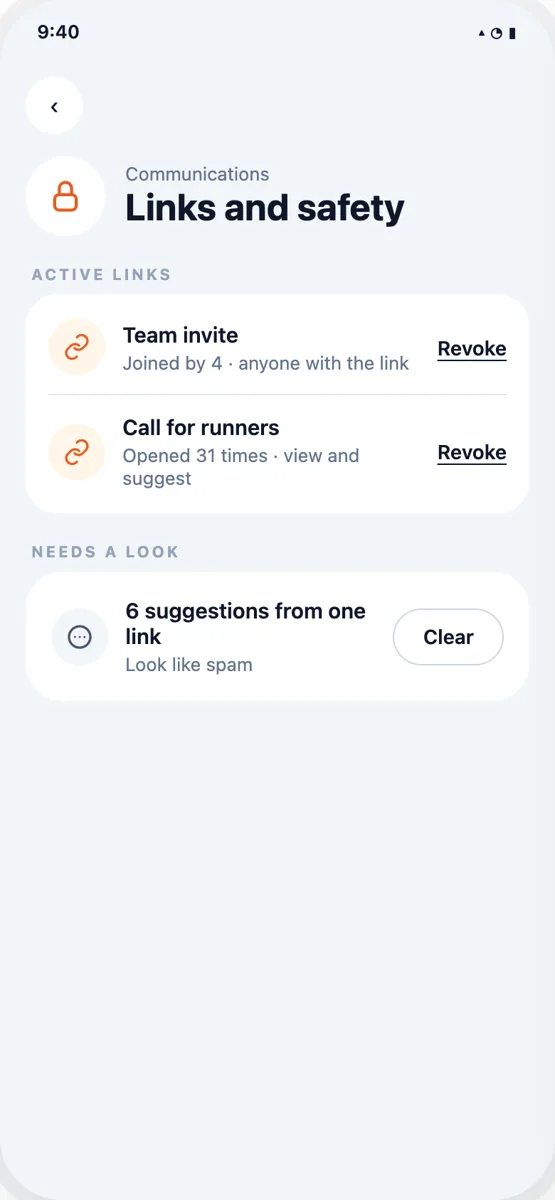 9:40
‹
Communications
Links and safety
ACTIVE LINKS
Team invite
Joined by 4 · anyone with the link
Revoke
Call for runners
Opened 31 times · view and
suggest
Revoke
NEEDS A LOOK
6 suggestions from one
link
Look like spam
Clear